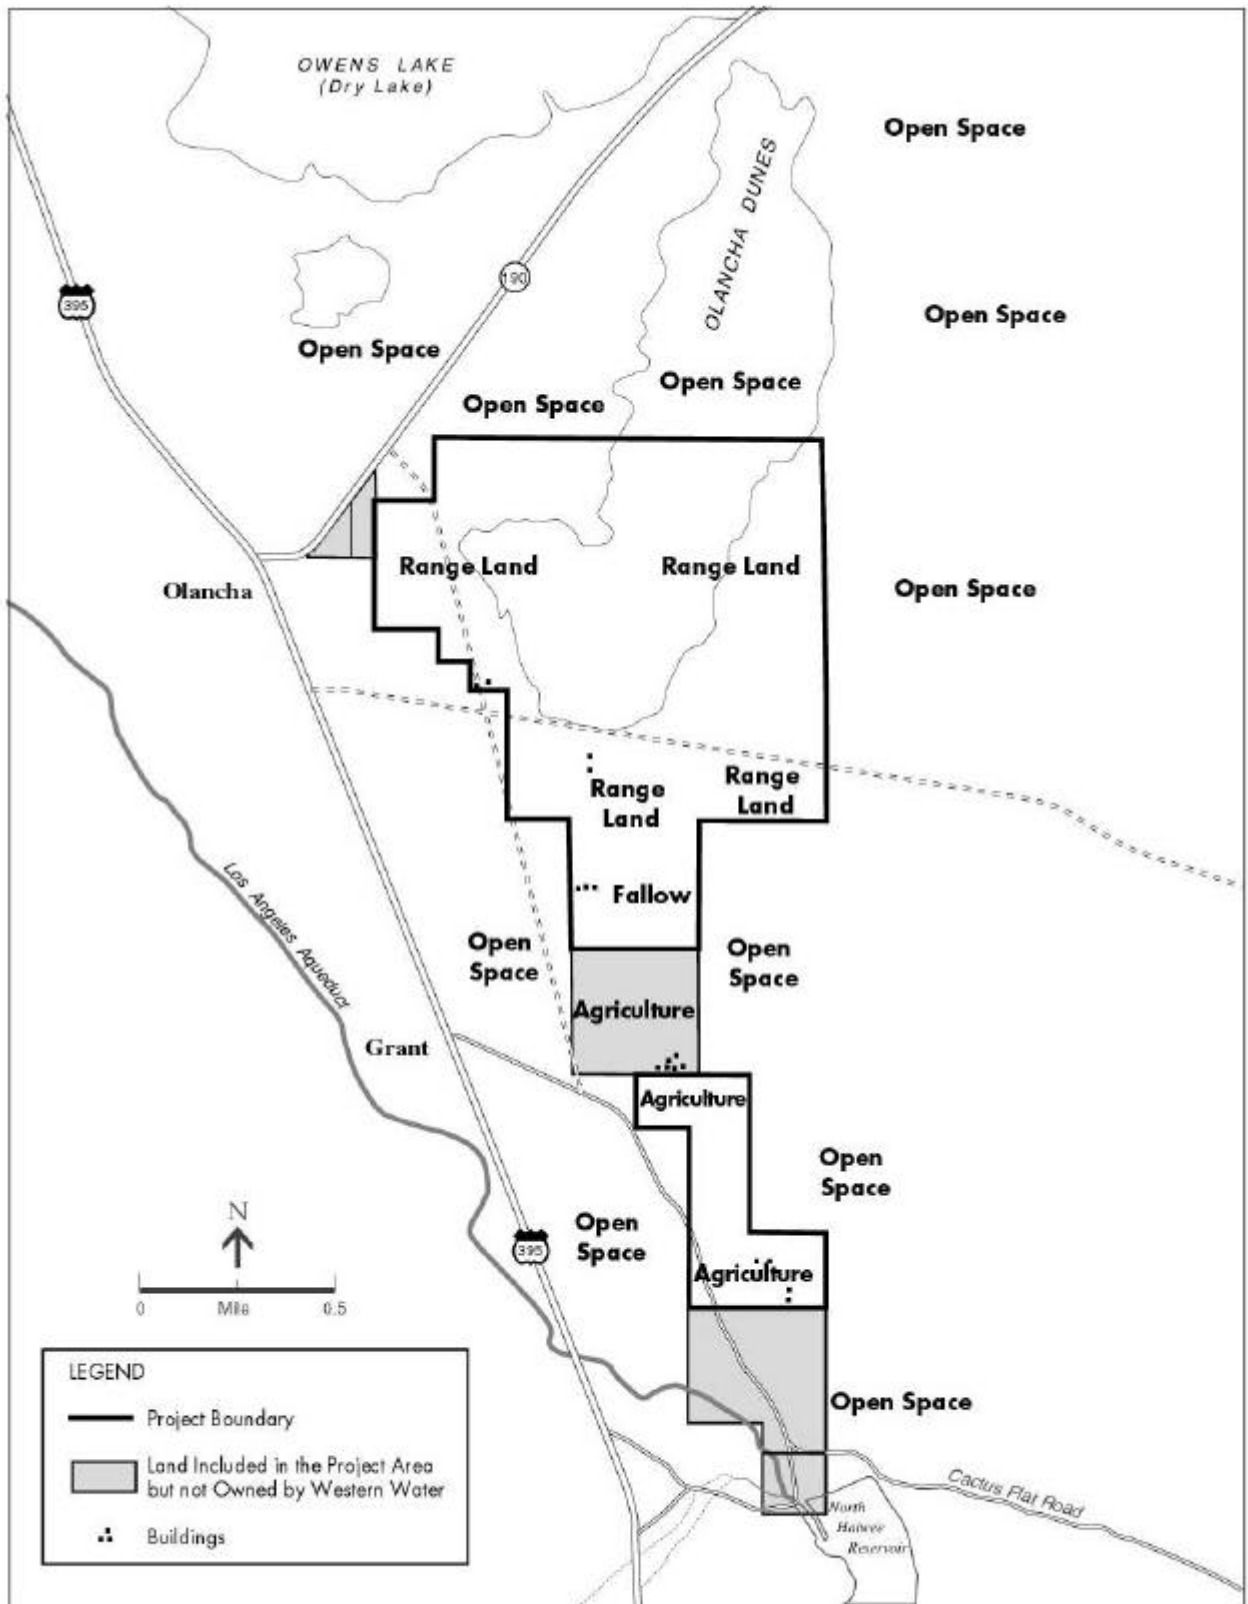 OWENS LAKE
(Dry Lake)
Open Space
OLANCHA DUNES
190
395
Open Space
Open Space
Open Space
Open Space
Range Land
Range Land
Open Space
Olancha
Range
Land
Range
Land
Los Angeles Aqueduct
Fallow
Open
Space
Open
Space
Agriculture
Grant
Agriculture
Open
Space
N
Open
Space
395
Agriculture
0
Mile
0.5
LEGEND
Project Boundary
Land Included in the Project Area
but not Owned by Western Water
Buildings
Open Space
Cactus Flat Road
North
Haiwee
Reservoir